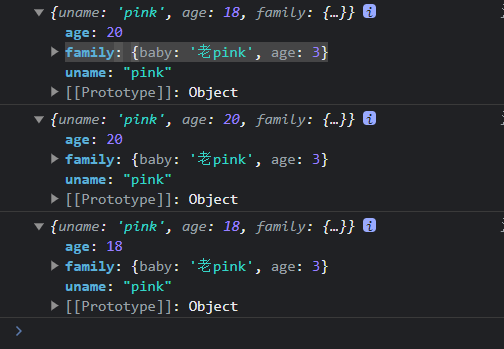 {uname: 'pink', age: 18, family: {…}} i
age: 20
family: {baby: '老pink', age: 3}
uname: "pink"
[[Prototype]]: Object
{uname: 'pink', age: 20, family: {…}} i
age: 20
family: {baby: '老pink', age: 3}
uname: "pink"
[[Prototype]]: Object
{uname: 'pink', age: 18, family: {…}} i
age: 18
family: {baby: '老pink', age: 3}
uname: "pink"
[[Prototype]]: Object
>